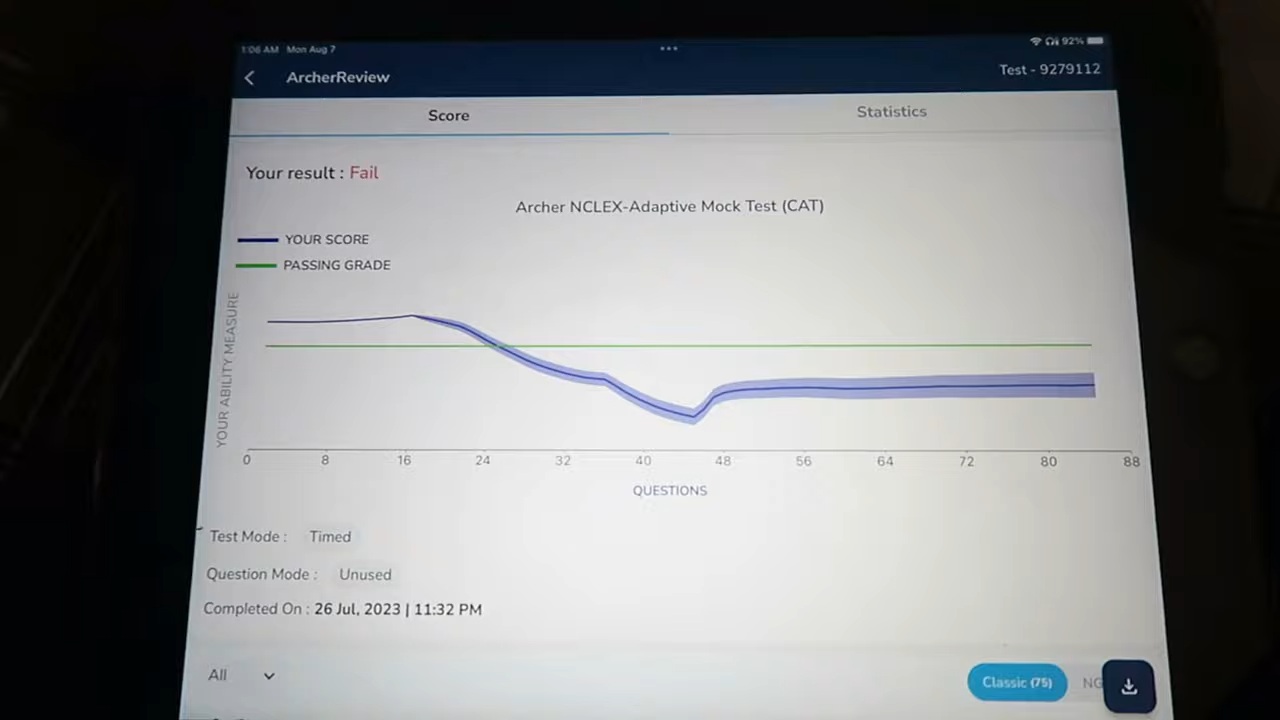 1:06 AM Mon Aug 7
92%
ArcherReview
Test - 9279112
Score
Statistics
Your result : Fail
Archer NCLEX-Adaptive Mock Test (CAT)
YOUR SCORE
PASSING GRADE
YOUR ABILITY MEASURE
0 8 16 24 32 40 48 56 64 72 80 88
QUESTIONS
Test Mode : Timed
Question Mode : Unused
Completed On : 26 Jul, 2023 | 11:32 PM
All
Classic (75)
NG